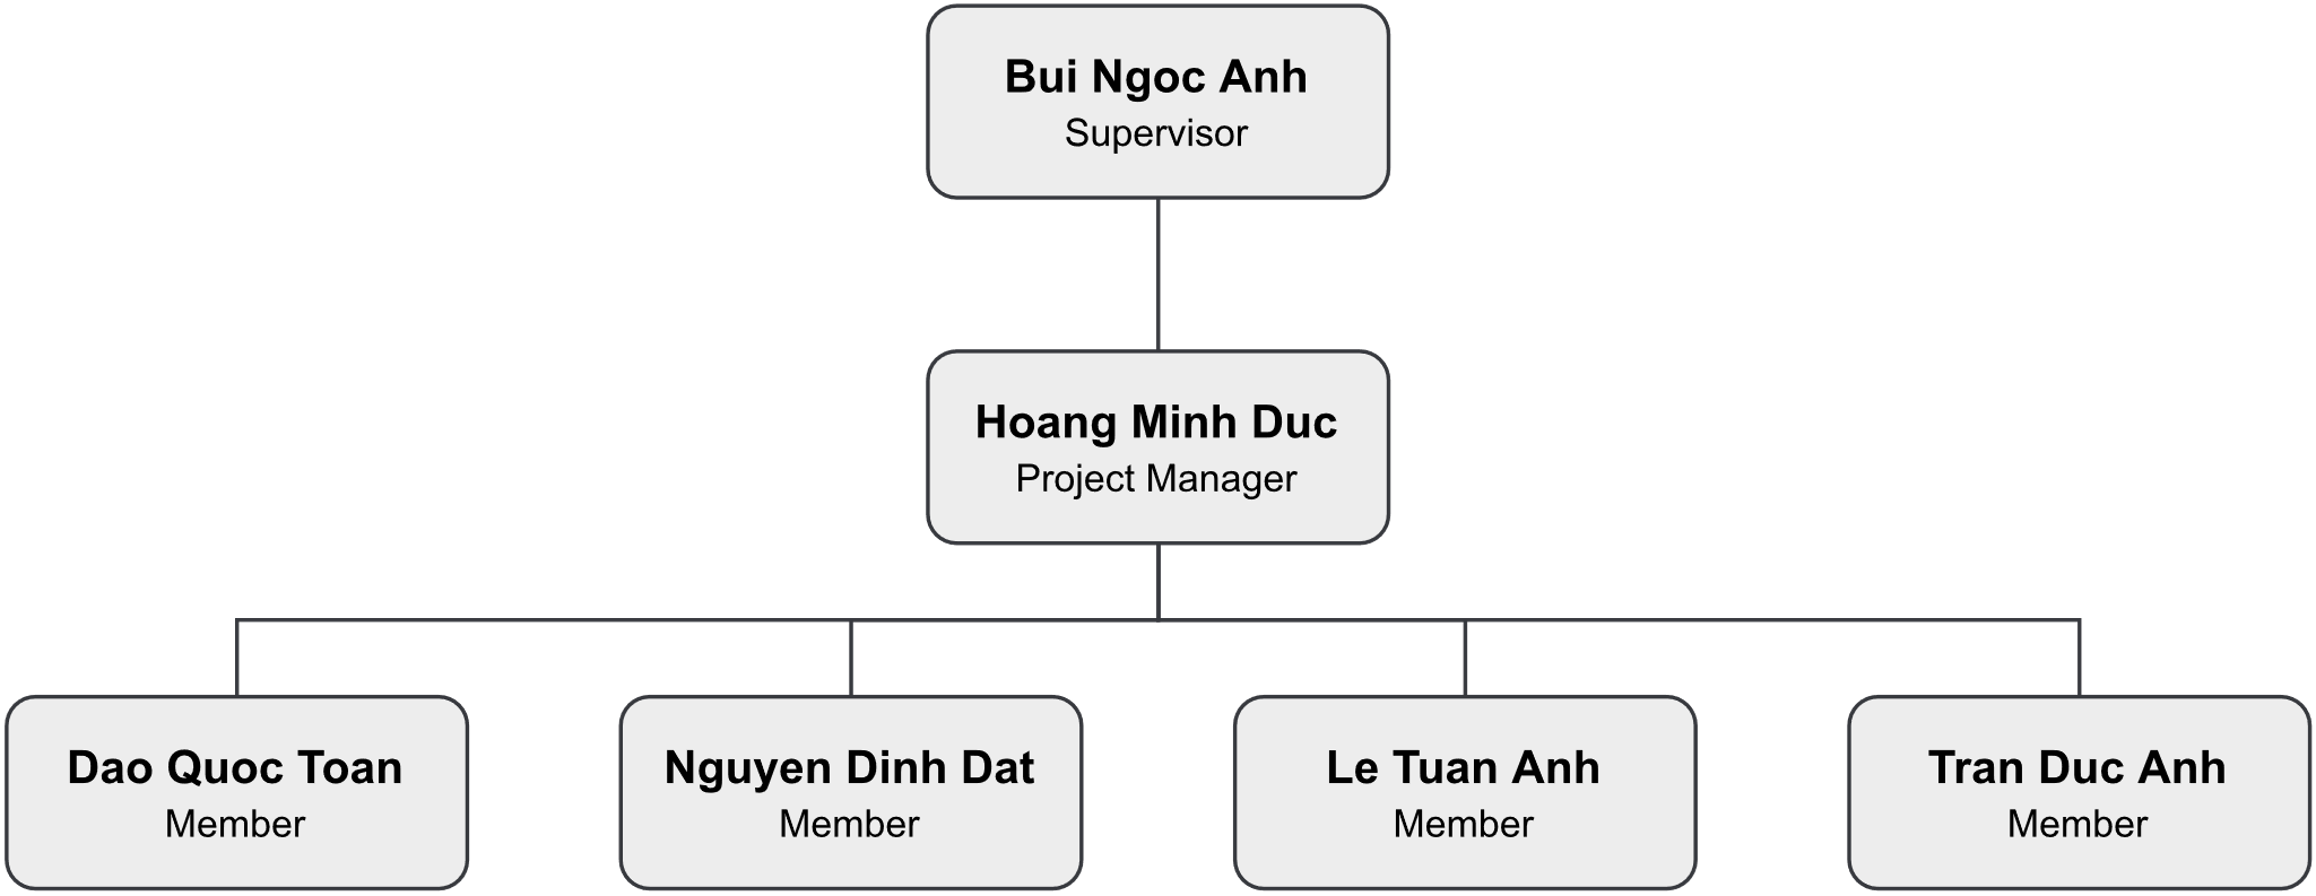 Bui Ngoc Anh
Supervisor
Hoang Minh Duc
Project Manager
Dao Quoc Toan
Member
Nguyen Dinh Dat
Member
Le Tuan Anh
Member
Tran Duc Anh
Member